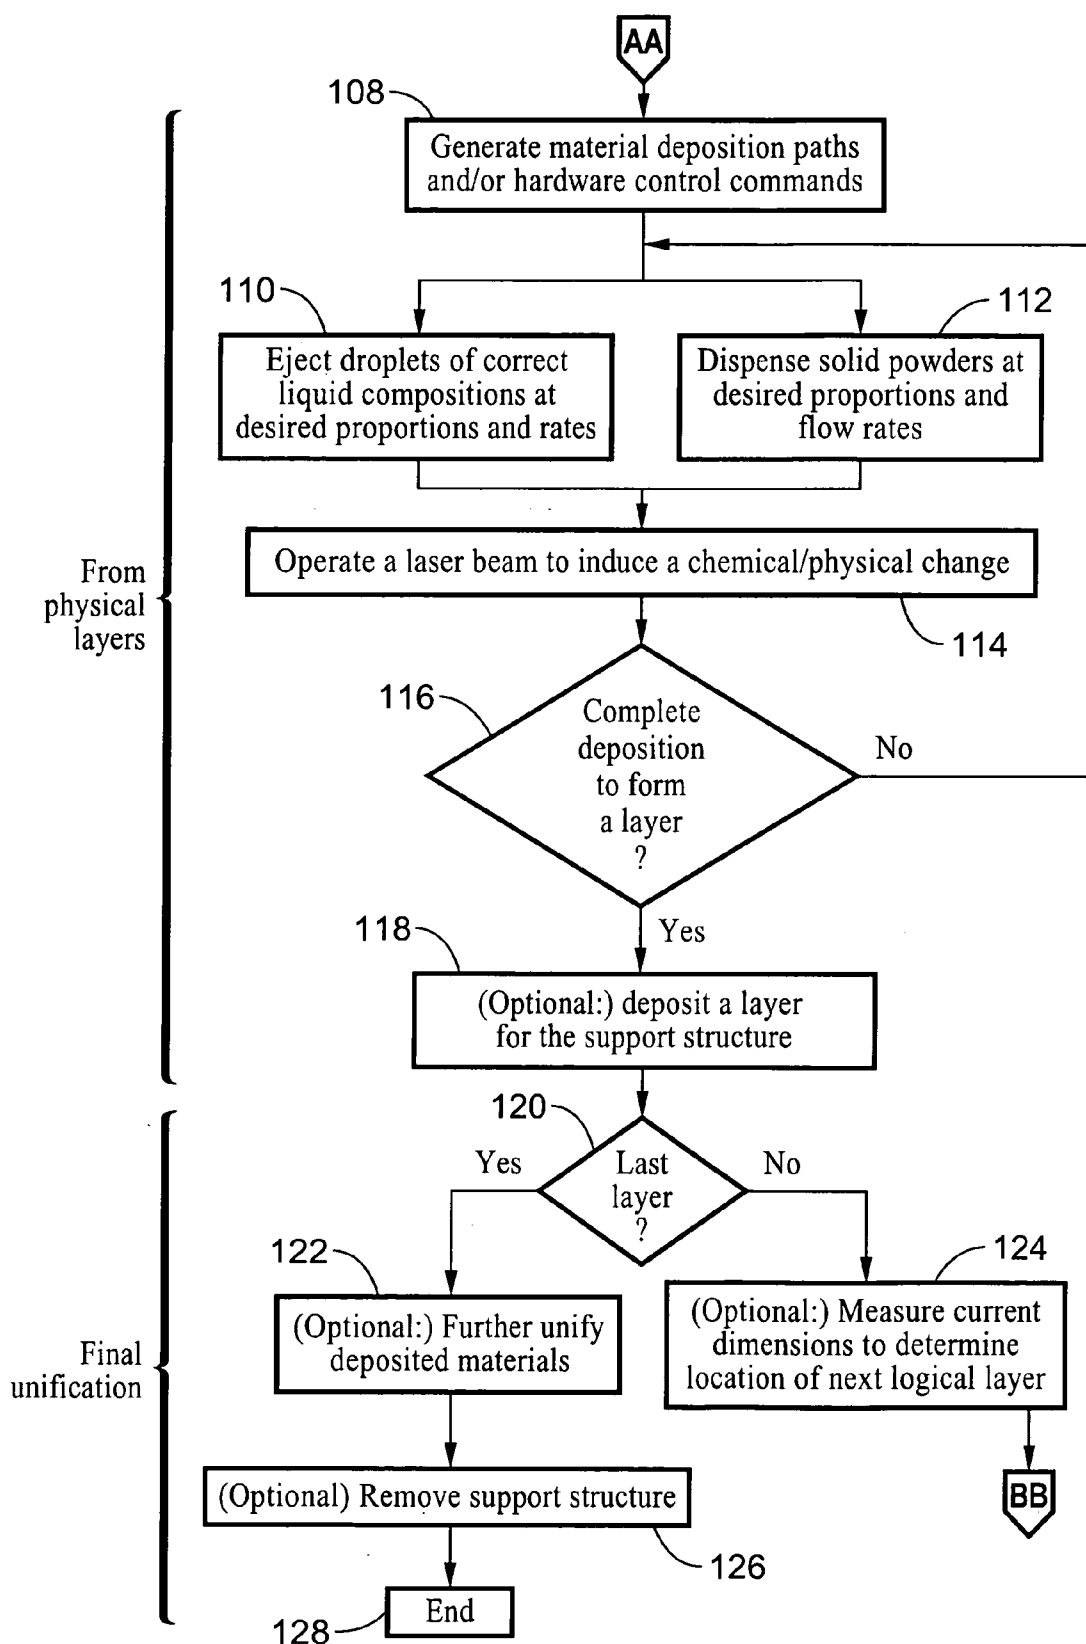 AA
108
Generate material deposition paths
and/or hardware control commands
110
112
Eject droplets of correct
liquid compositions at
desired proportions and rates
Dispense solid powders at
desired proportions and
flow rates
Operate a laser beam to induce a chemical/physical change
114
From
physical
layers
116
Complete
deposition
to form
a layer
?
No
Yes
118
(Optional:) deposit a layer
for the support structure
120
Yes
Last
layer
?
No
122
124
(Optional:) Further unify
deposited materials
(Optional:) Measure current
dimensions to determine
location of next logical layer
Final
unification
(Optional) Remove support structure
BB
126
End
128